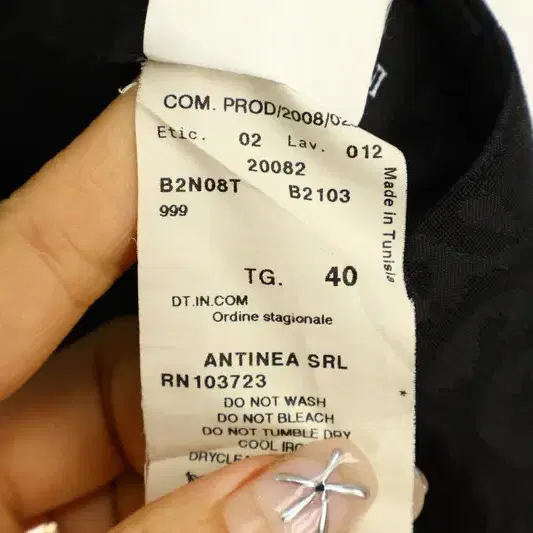 COM. PROD/2008/02
Etic. 02 Lav. 012
20082
B2N08T B2103
999
Made in Tunisia
TG. 40
DT.IN.COM
Ordine stagionale
ANTINEA SRL
RN103723
DO NOT WASH
DO NOT BLEACH
DO NOT TUMBLE DRY
COOL